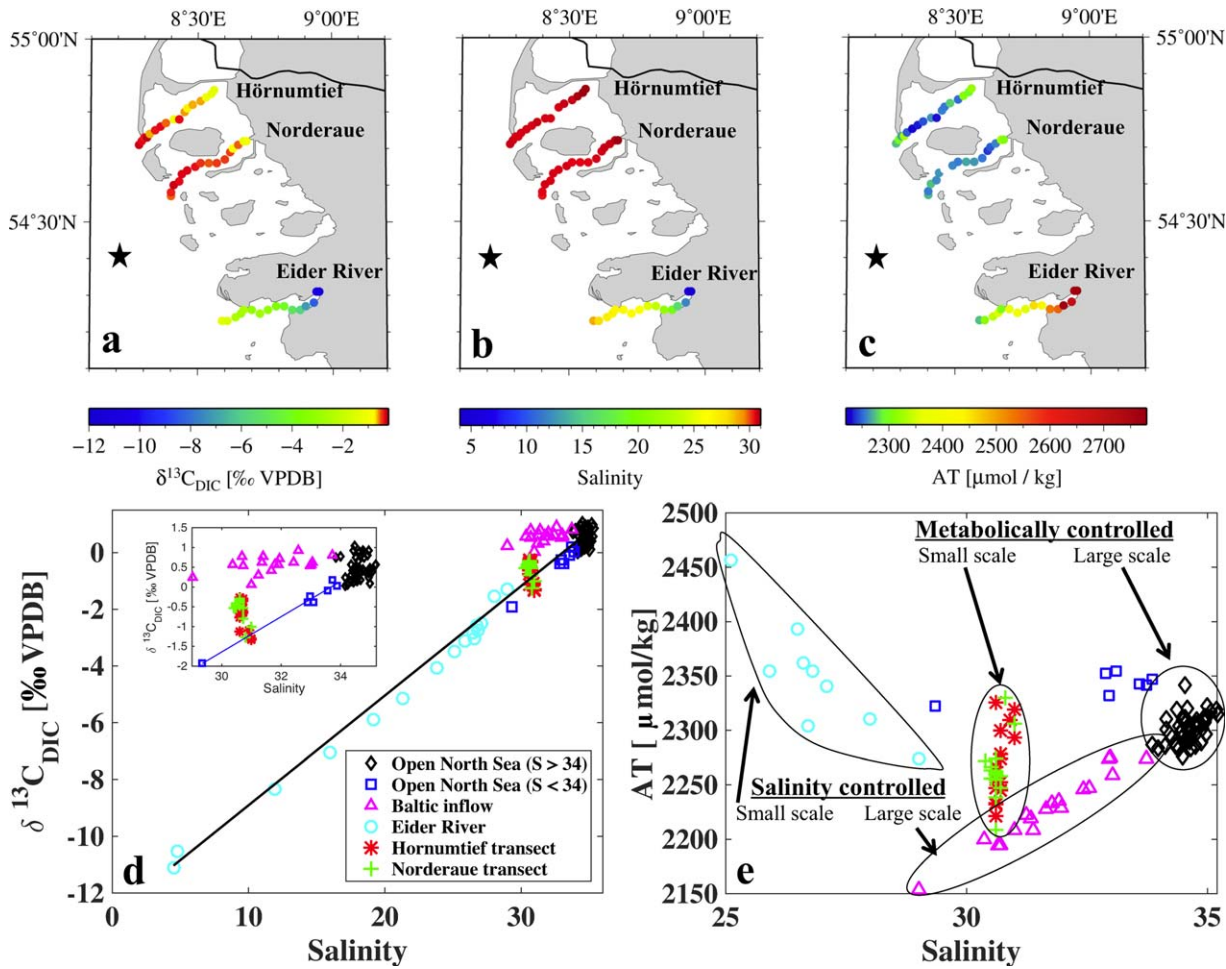 8°30'E 9°00'E
8°30'E 9°00'E
8°30'E 9°00'E
55°00'N
55°00'N
54°30'N
54°30'N
Hörnumtief
Norderaue
Eider River
a
Hörnumtief
Norderaue
Eider River
b
Hörnumtief
Norderaue
Eider River
c
−12 −10 −8 −6 −4 −2
δ¹³C_DIC [‰ VPDB]
5 10 15 20 25 30
Salinity
2300 2400 2500 2600 2700
AT [µmol / kg]
0
-2
-4
-6
-8
-10
-12
δ ¹³C_DIC [‰ VPDB]
0 10 20 30
Salinity
1.5
1
0.5
0
-0.5
-1
-1.5
-2
δ ¹³C_DIC [‰ VPDB]
30 32 34
Salinity
Open North Sea (S > 34)
Open North Sea (S < 34)
Baltic inflow
Eider River
Hornumtief transect
Norderaue transect
d
2500
2450
2400
2350
2300
2250
2200
2150
AT [ µmol/kg]
Metabolically controlled
Small scale Large scale
Salinity controlled
Small scale Large scale
e
25 30 35
Salinity